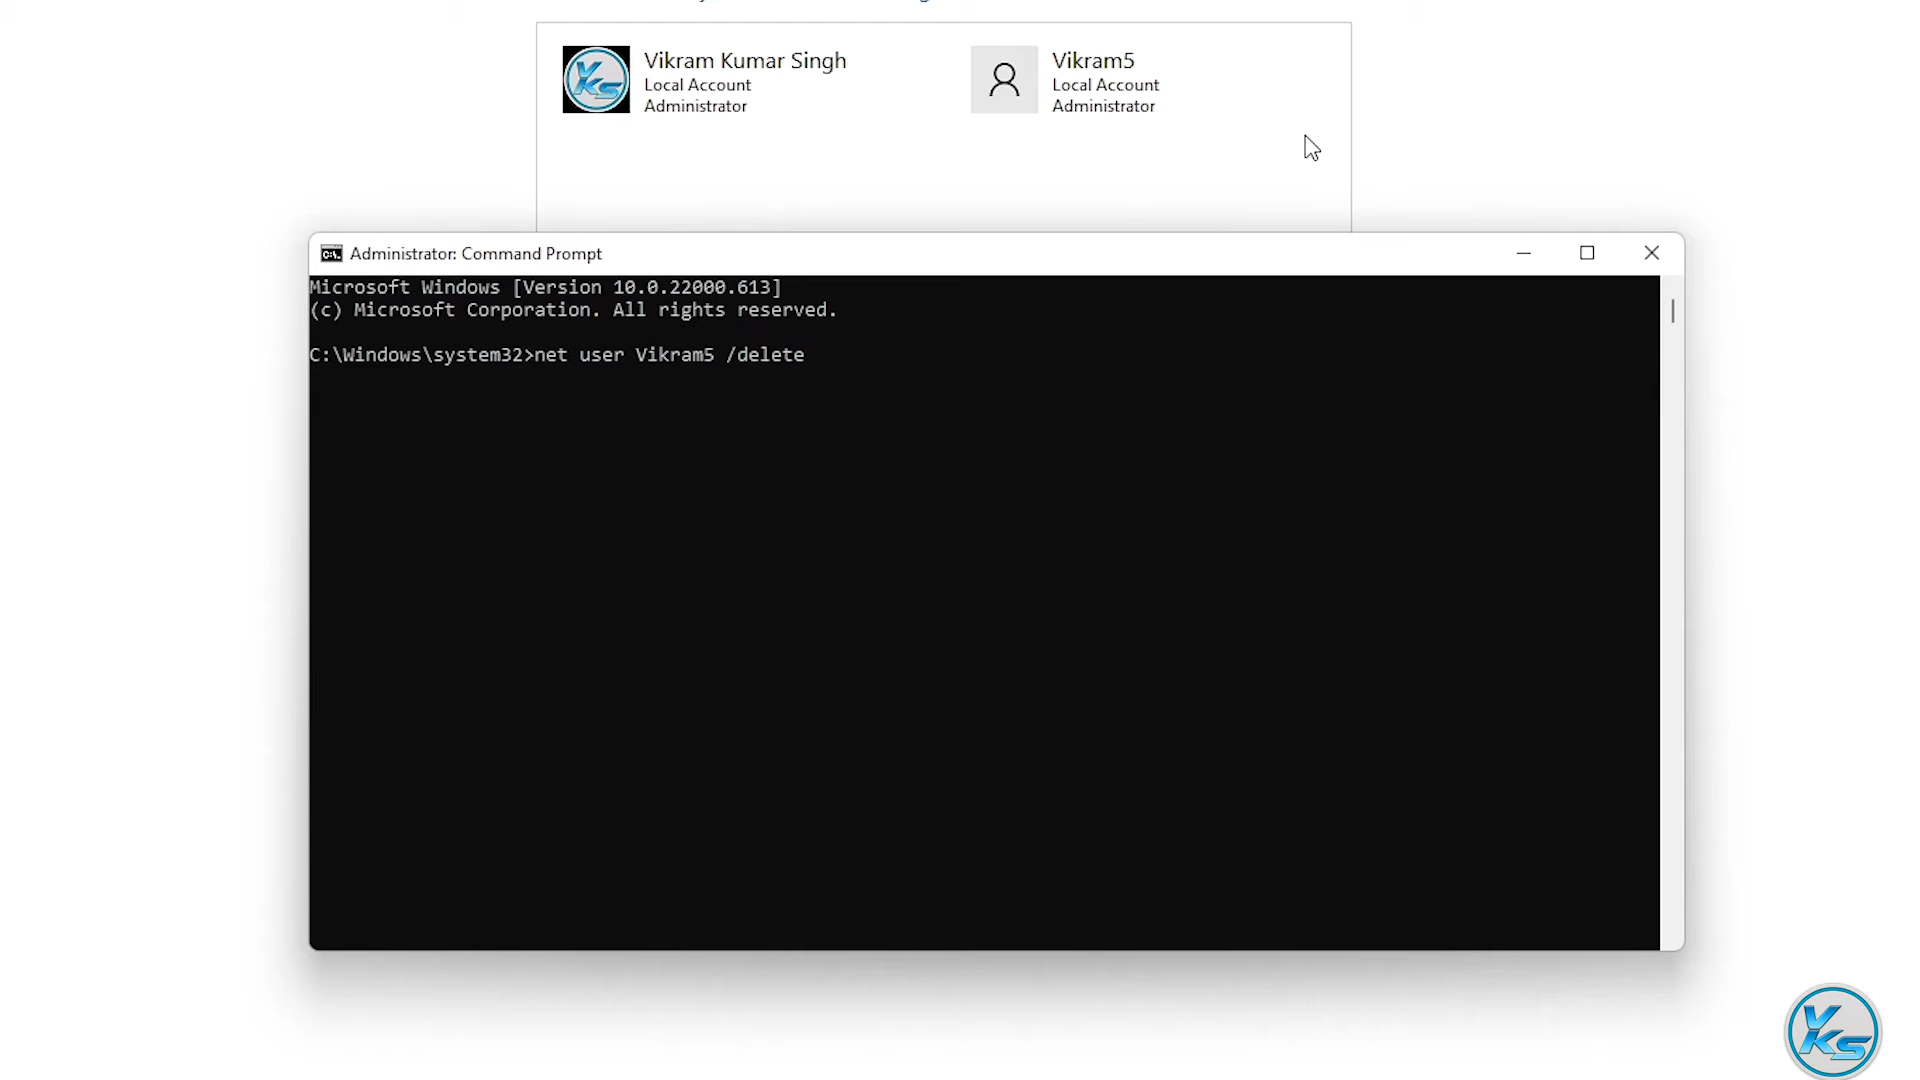 Vikram Kumar Singh
Local Account
Administrator
Vikram5
Local Account
Administrator
Administrator: Command Prompt
Microsoft Windows [Version 10.0.22000.613]
(c) Microsoft Corporation. All rights reserved.
C:\Windows\system32>net user Vikram5 /delete
VKS